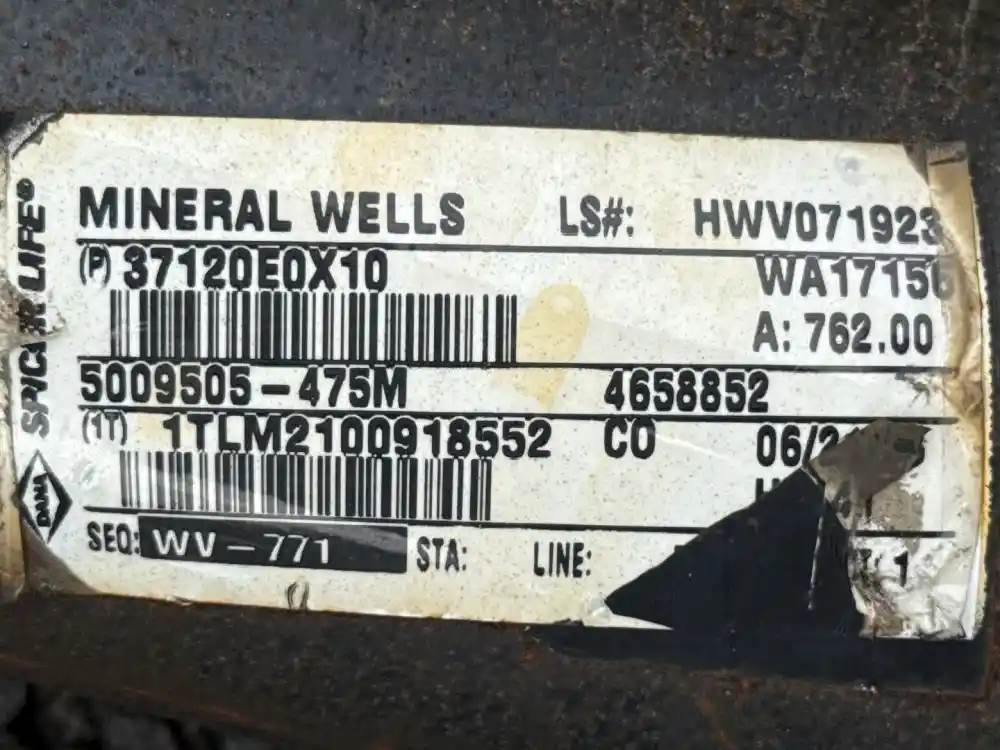 MINERAL WELLS LS#: HWV071923
(P) 37120E0X10 WA17156
A: 762.00
5009505-475M 4658852
(1T) 1TLM2100918552 CO
SEQ: WV-771 STA: LINE: 1
SPICER LIFE®
DANA